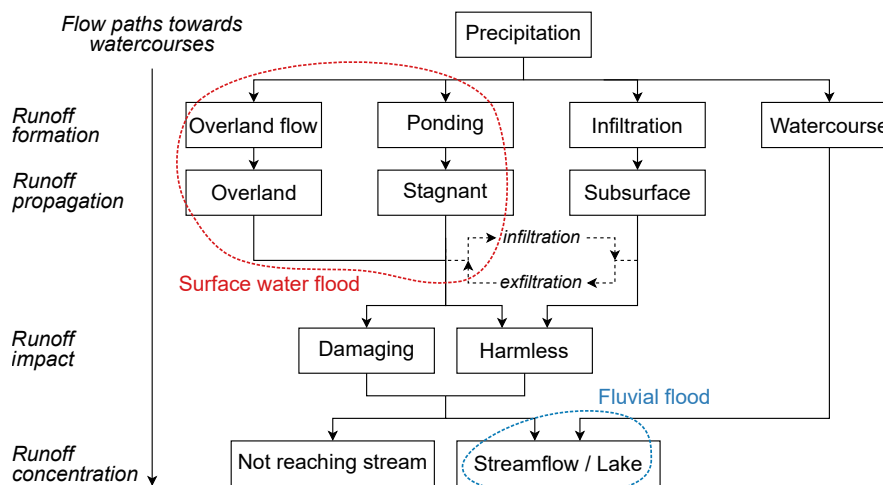 Flow paths towards
watercourses
Precipitation
Runoff
formation
Overland flow
Ponding
Infiltration
Watercourse
Runoff
propagation
Overland
Stagnant
Subsurface
infiltration
exfiltration
Surface water flood
Runoff
impact
Damaging
Harmless
Fluvial flood
Runoff
concentration
Not reaching stream
Streamflow / Lake